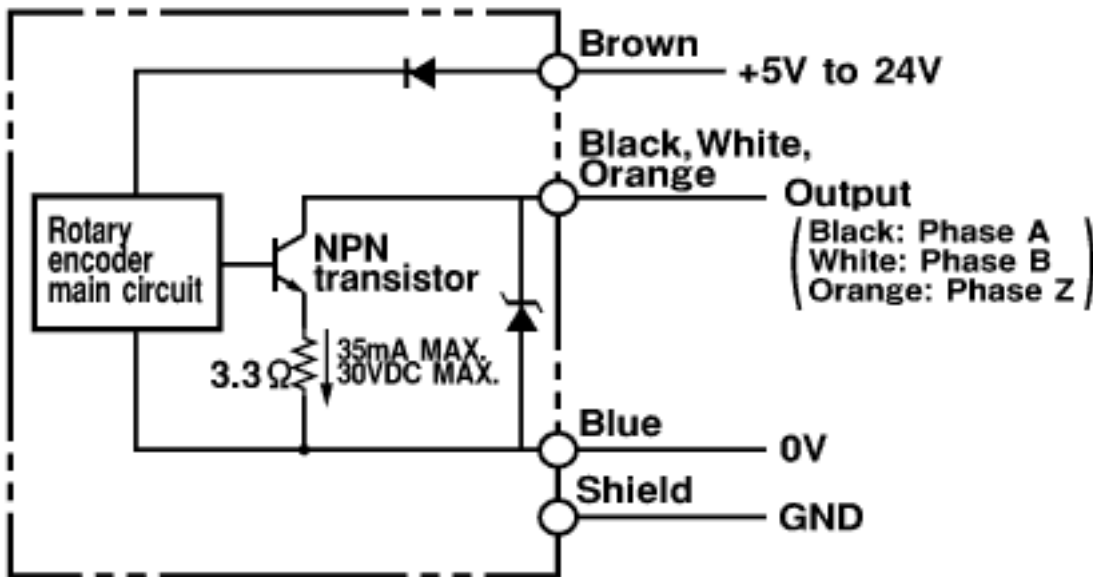 Brown
+5V to 24V
Black, White,
Orange
Output
Rotary
encoder
main circuit
NPN
transistor
(Black: Phase A
White: Phase B
Orange: Phase Z)
3.3Ω
35mA MAX.
30VDC MAX.
Blue
0V
Shield
GND